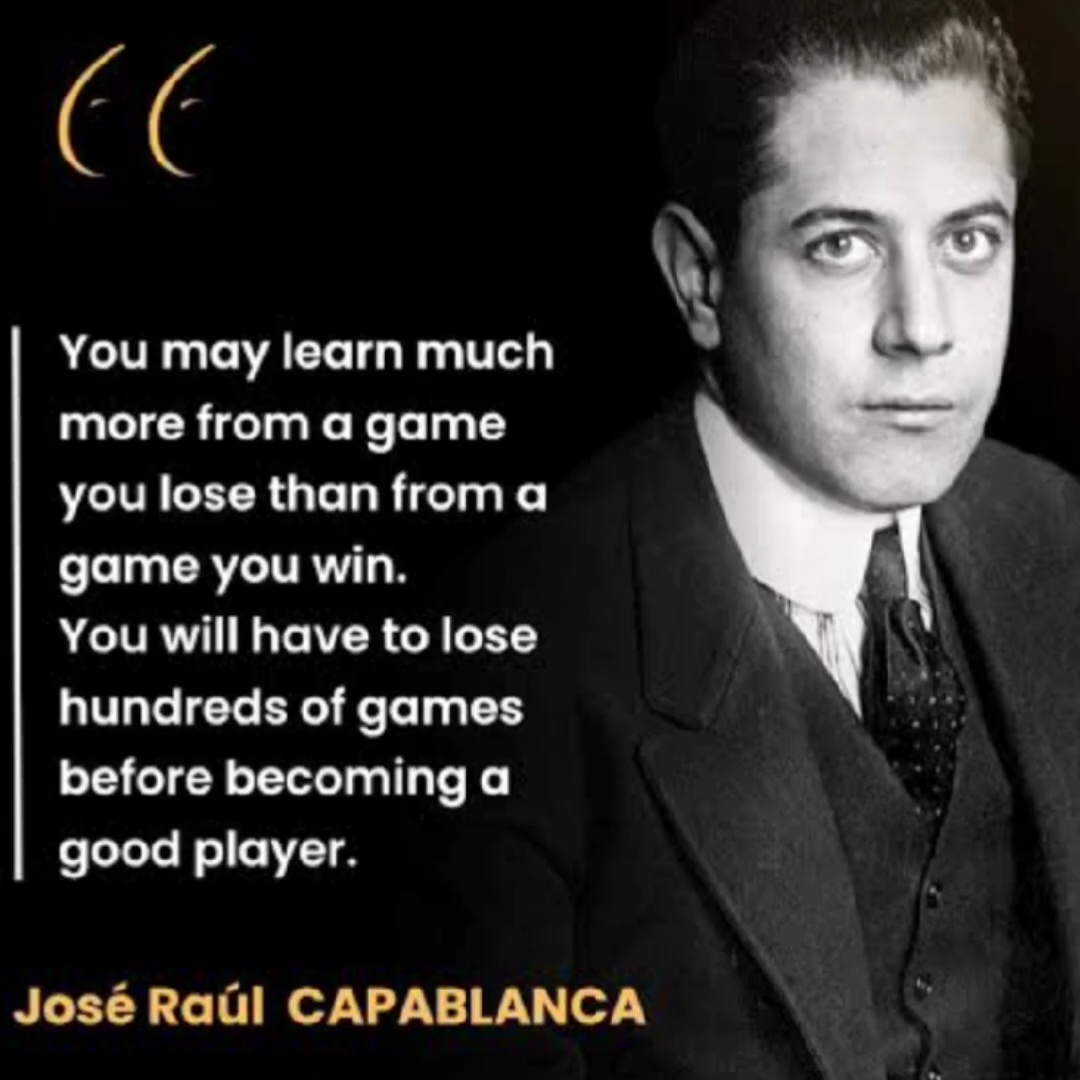 You may learn much
more from a game
you lose than from a
game you win.
You will have to lose
hundreds of games
before becoming a
good player.
José Raúl CAPABLANCA